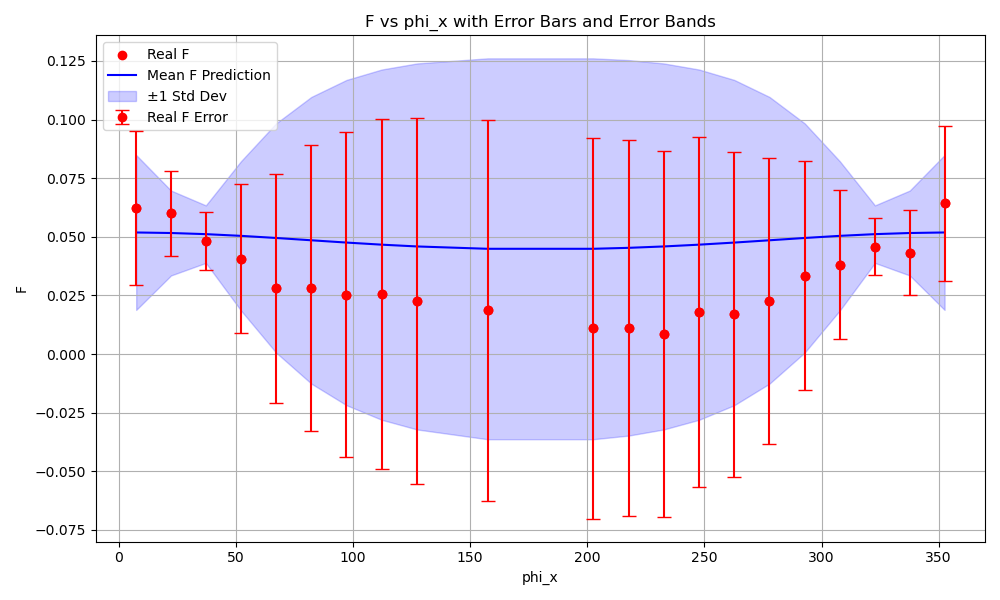 F vs phi_x with Error Bars and Error Bands
Real F
Mean F Prediction
±1 Std Dev
Real F Error
0.125
0.100
0.075
0.050
0.025
0.000
−0.025
−0.050
−0.075
F
0 50 100 150 200 250 300 350
phi_x